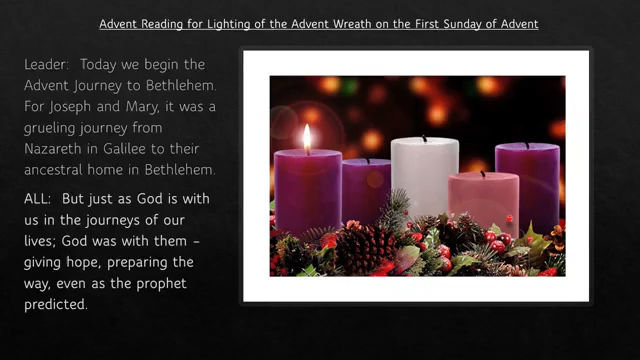 Advent Reading for Lighting of the Advent Wreath on the First Sunday of Advent
Leader:  Today we begin the
Advent Journey to Bethlehem.
For Joseph and Mary, it was a
grueling journey from
Nazareth in Galilee to their
ancestral home in Bethlehem.
ALL:  But just as God is with
us in the journeys of our
lives; God was with them –
giving hope, preparing the
way, even as the prophet
predicted.